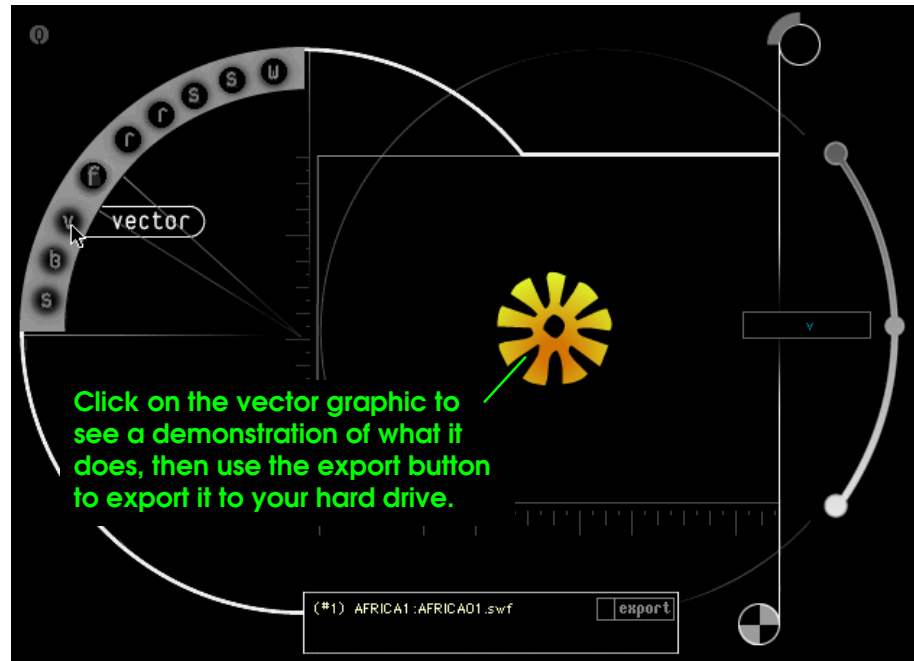 Q
w
s
s
r
r
f
v
vector
B
s
v
Click on the vector graphic to
see a demonstration of what it
does, then use the export button
to export it to your hard drive.
(#1) AFRICA1:AFRICA01.swf
export